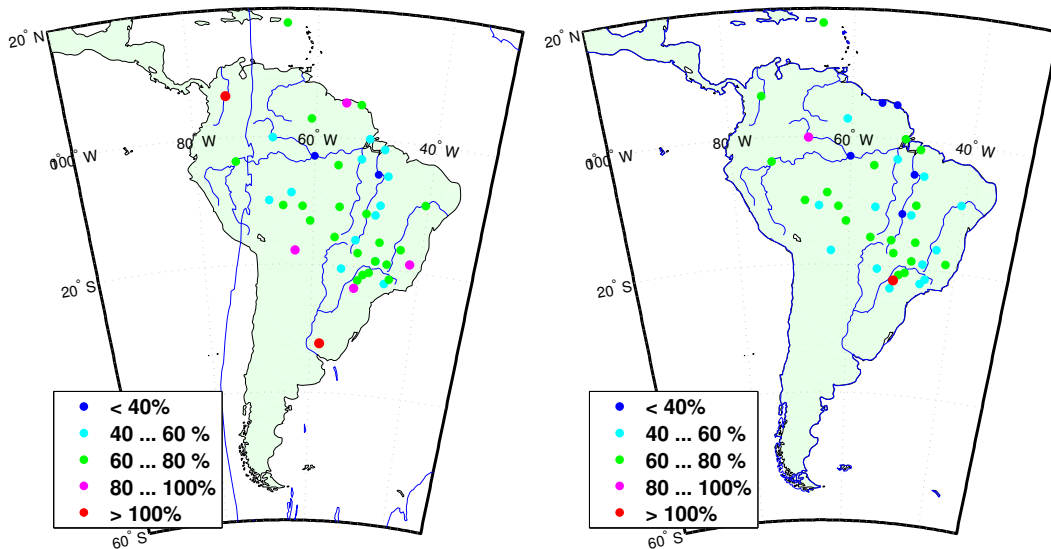 20° N
80° W
60° W
40° W
100° W
20° S
60° S
< 40%
40 ... 60 %
60 ... 80 %
80 ... 100%
> 100%
20° N
80° W
60° W
40° W
100° W
20° S
60° S
< 40%
40 ... 60 %
60 ... 80 %
80 ... 100%
> 100%